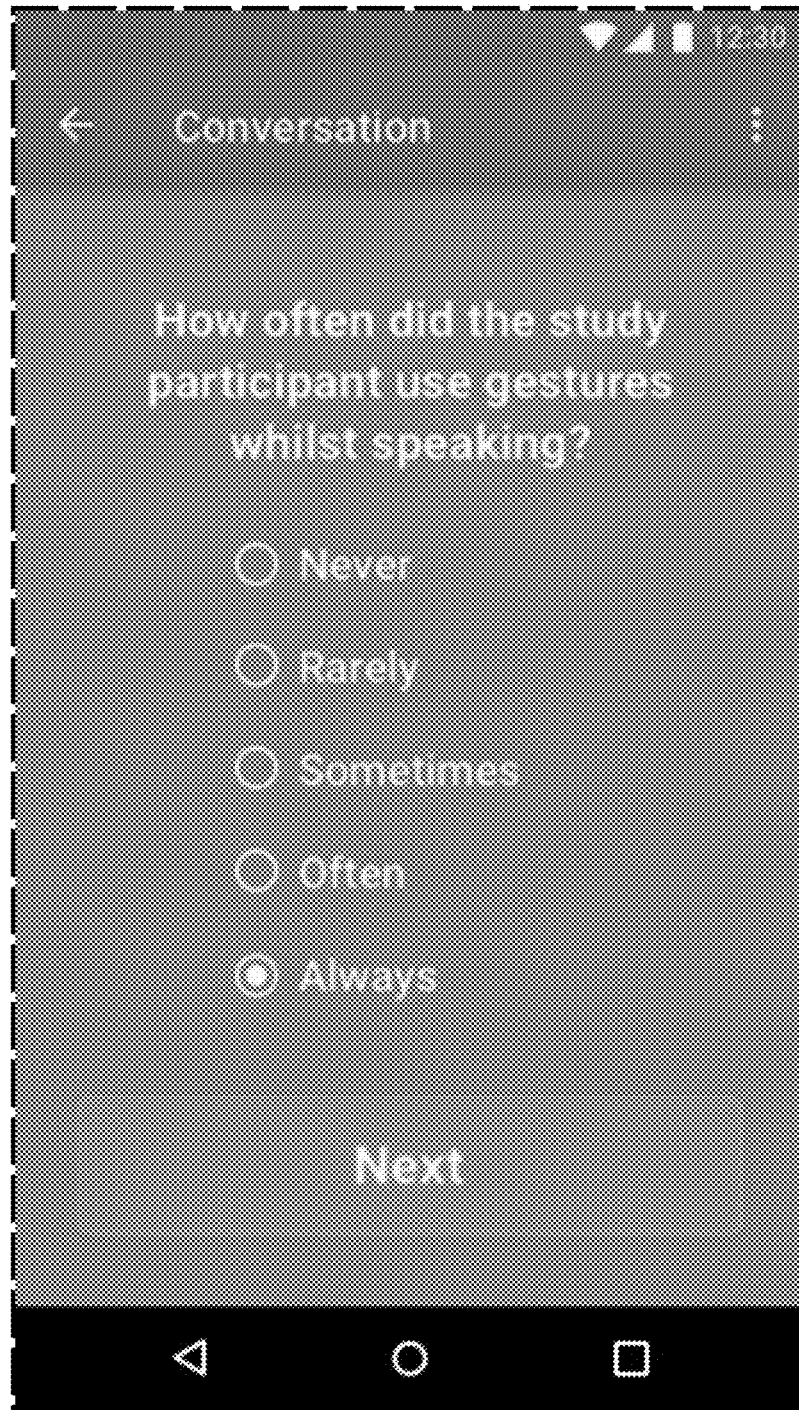 12:30
Conversation
How often did the study
participant use gestures
whilst speaking?
Never
Rarely
Sometimes
Often
Always
Next